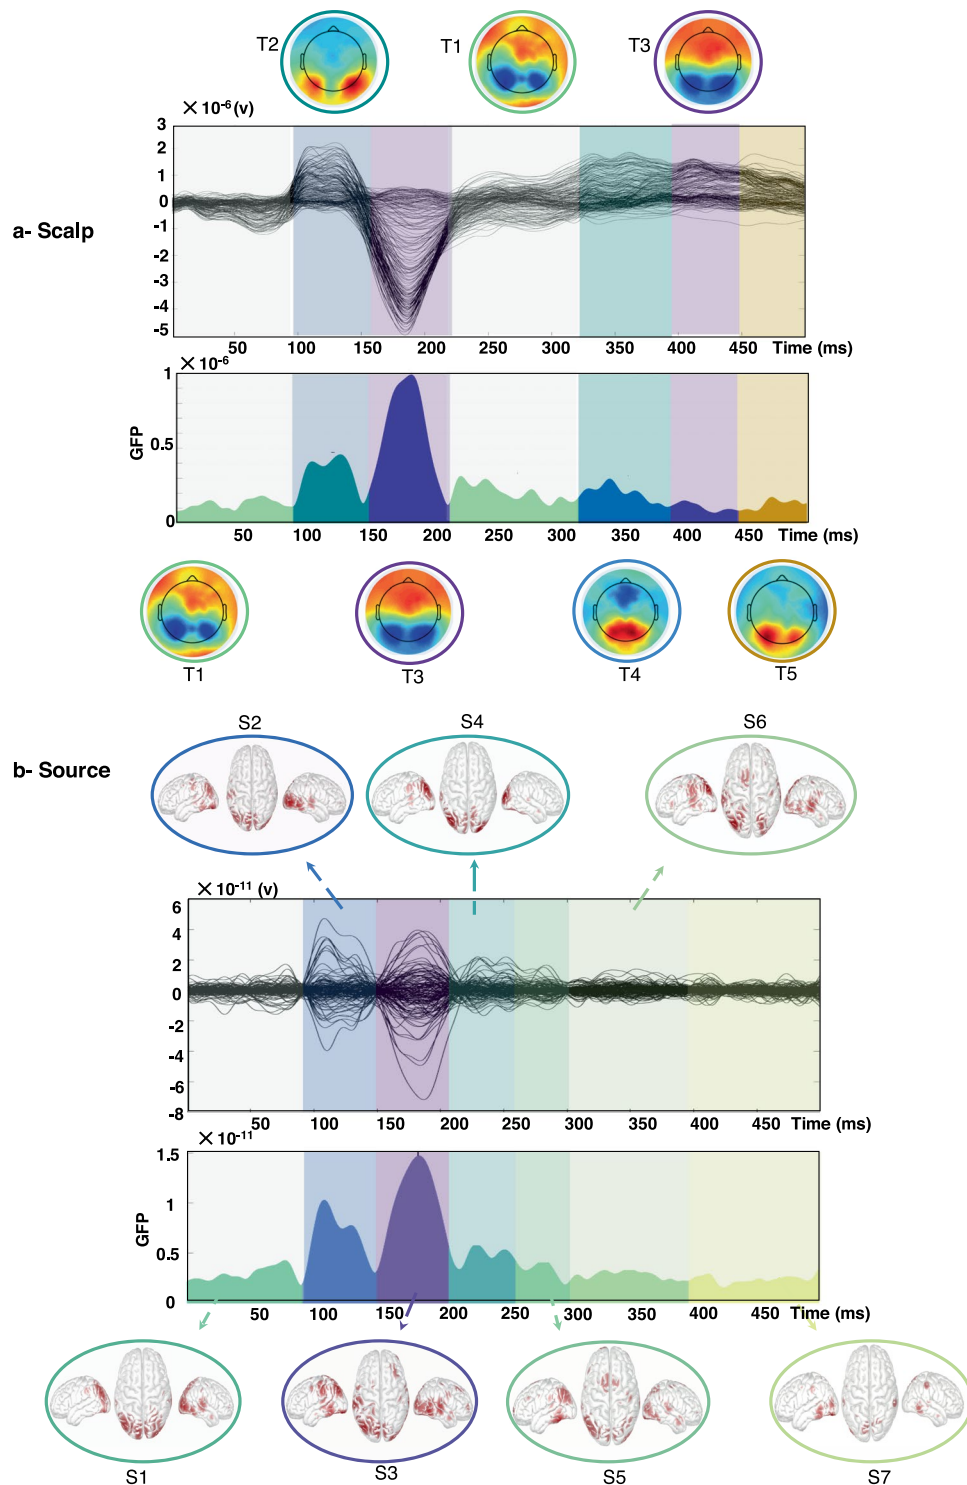 T2
T1
T3
× 10-6 (v)
3
2
1
0
-1
-2
-3
-4
-5
a- Scalp
50 100 150 200 250 300 350 400 450 Time (ms)
× 10-6
1
0.5
0
GFP
50 100 150 200 250 300 350 400 450 Time (ms)
T1
T3
T4
T5
b- Source
S2
S4
S6
× 10-11 (v)
6
4
2
0
-2
-4
-6
-8
50 100 150 200 250 300 350 400 450 Time (ms)
× 10-11
1.5
1
0.5
0
GFP
50 100 150 200 250 300 350 400 450 Time (ms)
S1
S3
S5
S7